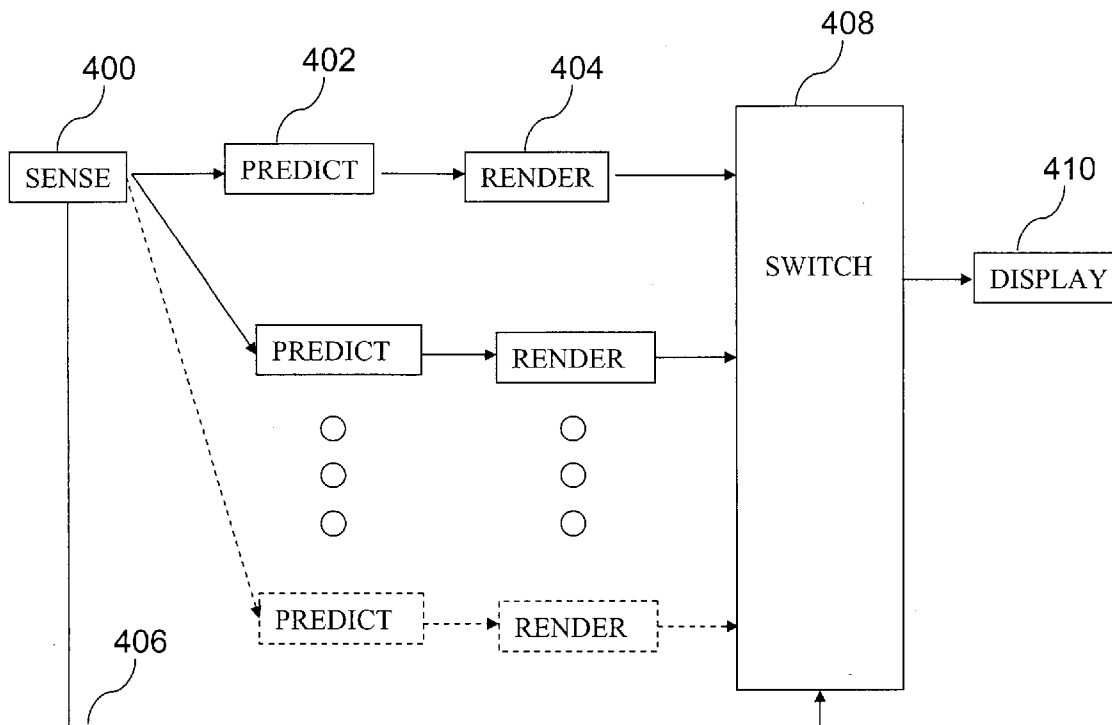 408
400
402
404
SENSE
PREDICT
RENDER
410
SWITCH
DISPLAY
PREDICT
RENDER
PREDICT
RENDER
406